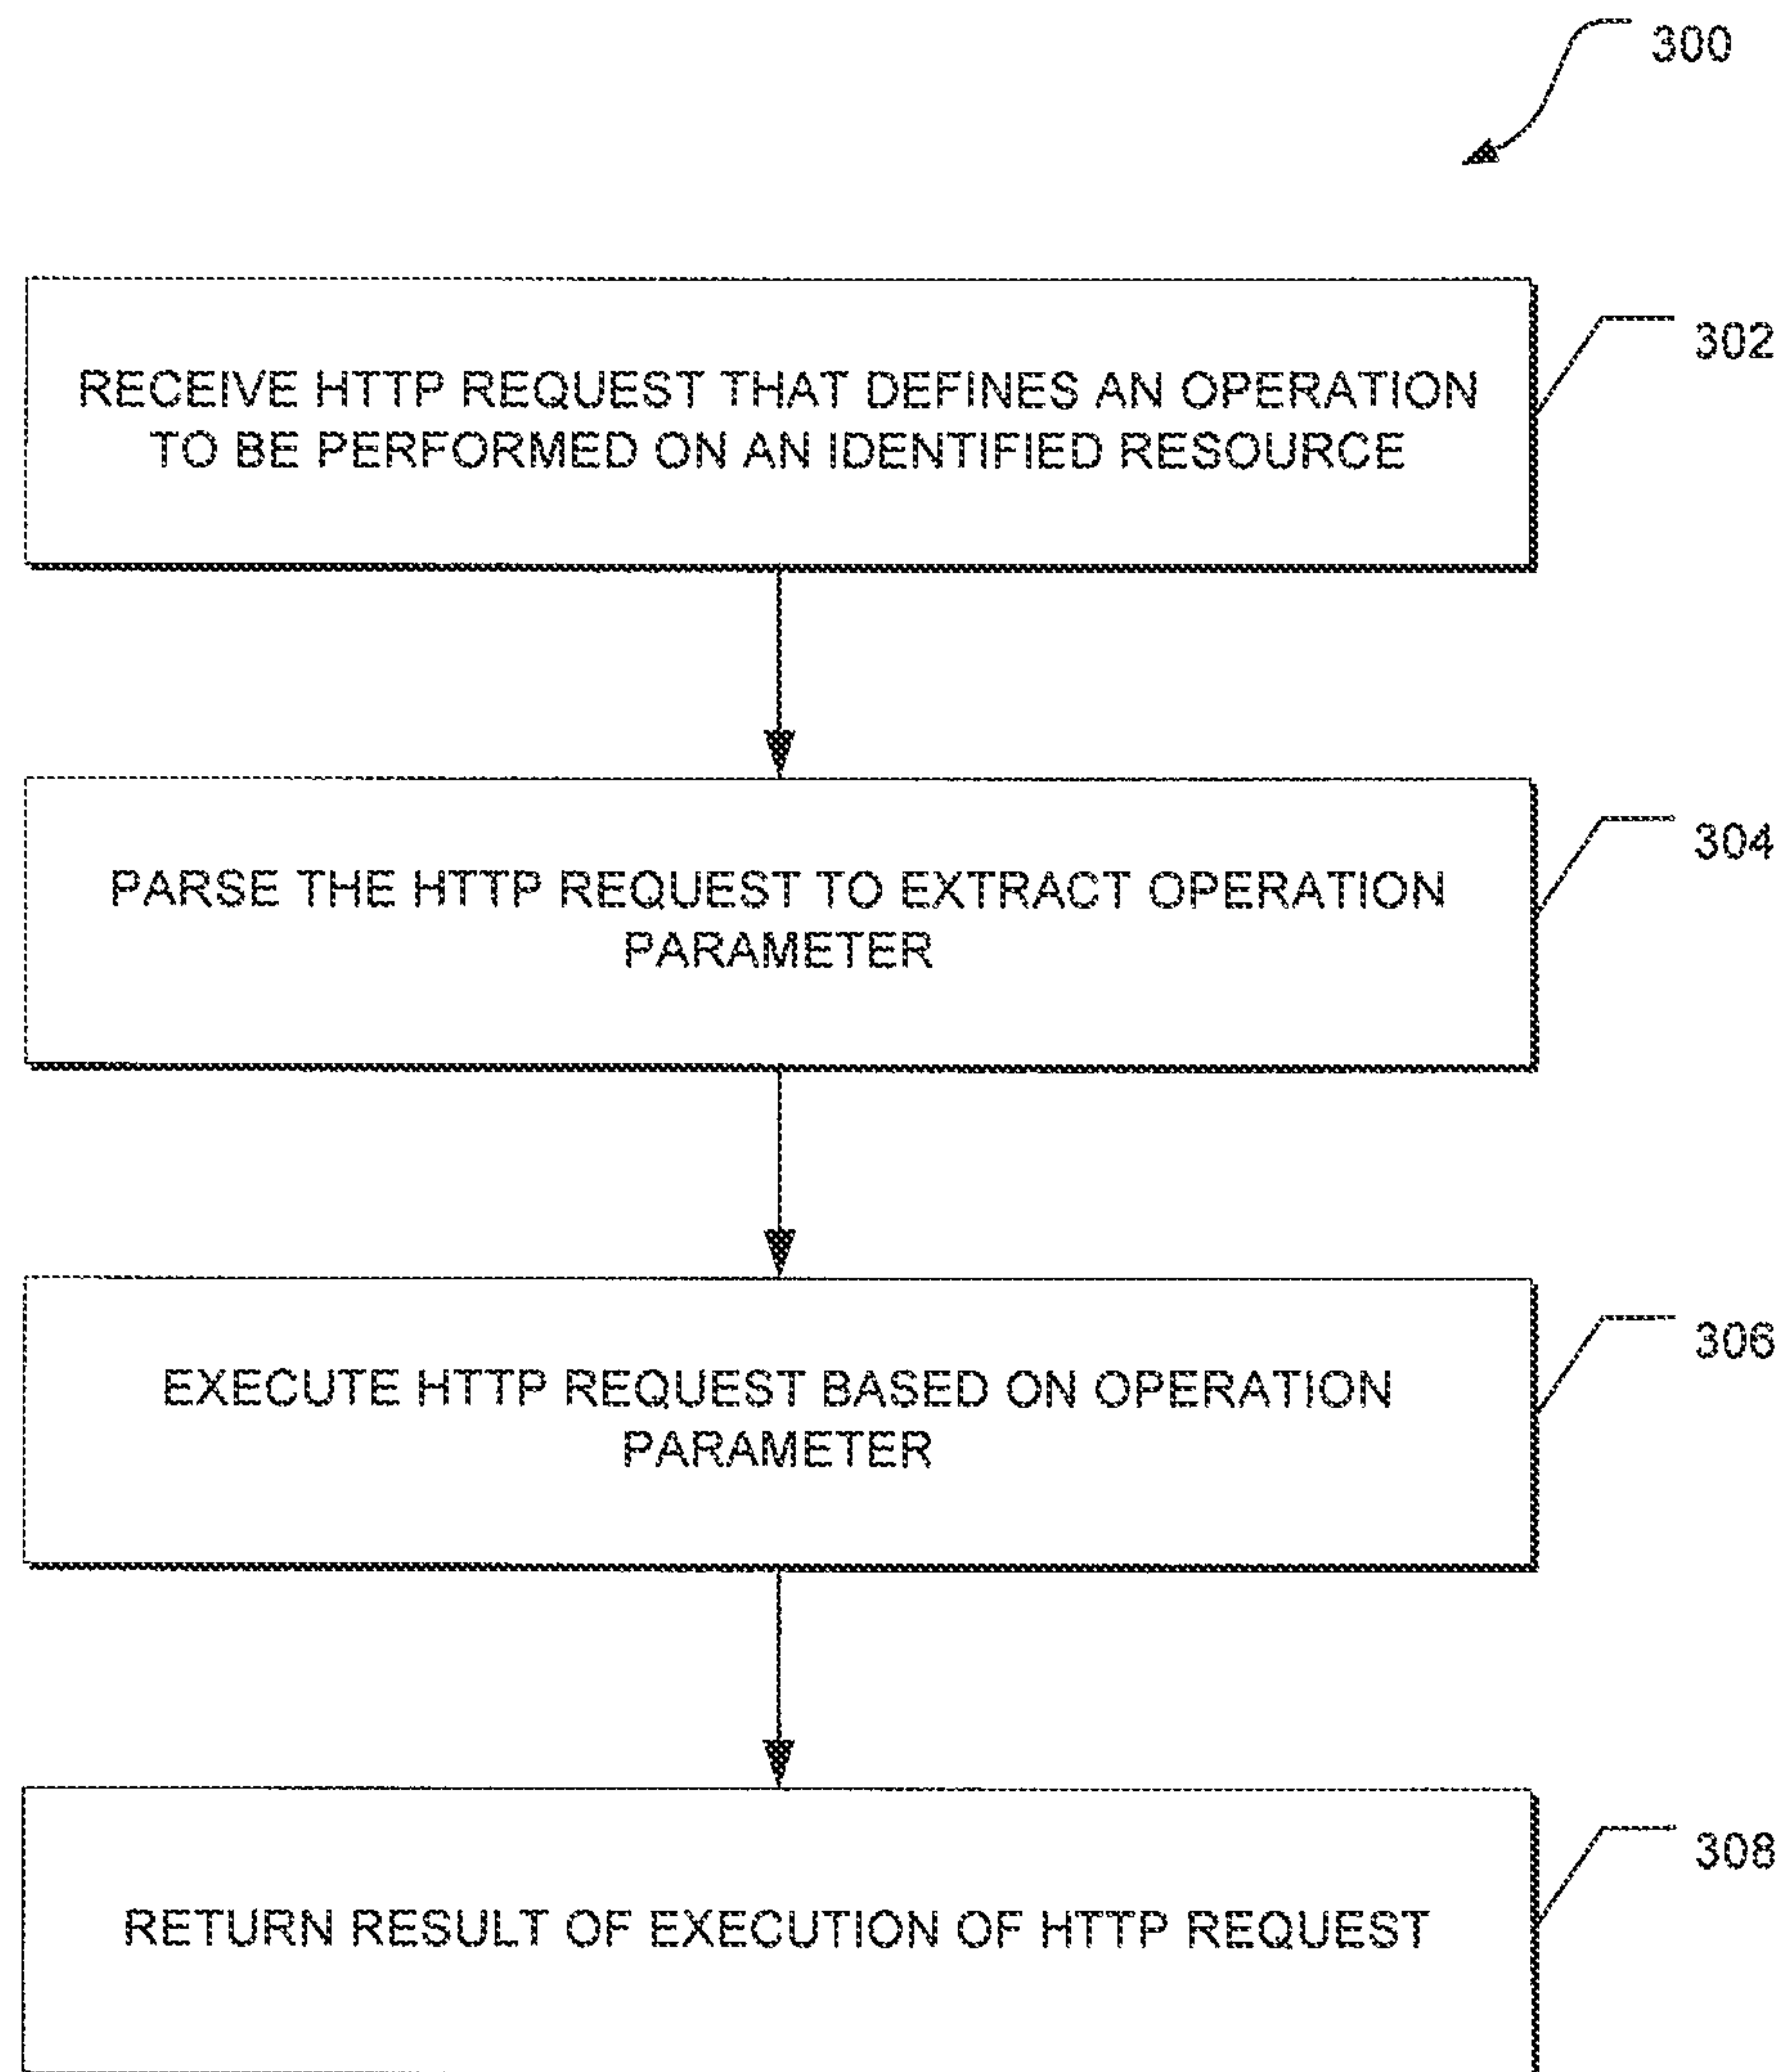 300
RECEIVE HTTP REQUEST THAT DEFINES AN OPERATION
TO BE PERFORMED ON AN IDENTIFIED RESOURCE
302
PARSE THE HTTP REQUEST TO EXTRACT OPERATION
PARAMETER
304
EXECUTE HTTP REQUEST BASED ON OPERATION
PARAMETER
306
RETURN RESULT OF EXECUTION OF HTTP REQUEST
308